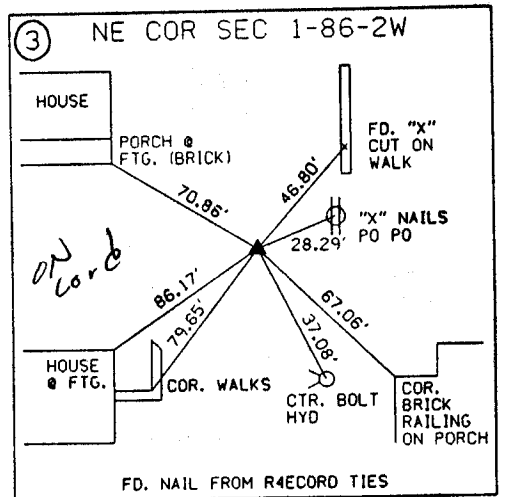 3
NE COR SEC 1-86-2W
HOUSE
PORCH @
FTG. (BRICK)
FD. "X"
CUT ON
WALK
70.86'
46.80'
"X" NAILS
PO PO
28.29'
ON
Cord
86.17'
79.65'
37.08'
67.06'
HOUSE
@ FTG.
COR. WALKS
CTR. BOLT
HYD
COR.
BRICK
RAILING
ON PORCH
FD. NAIL FROM R4ECORD TIES